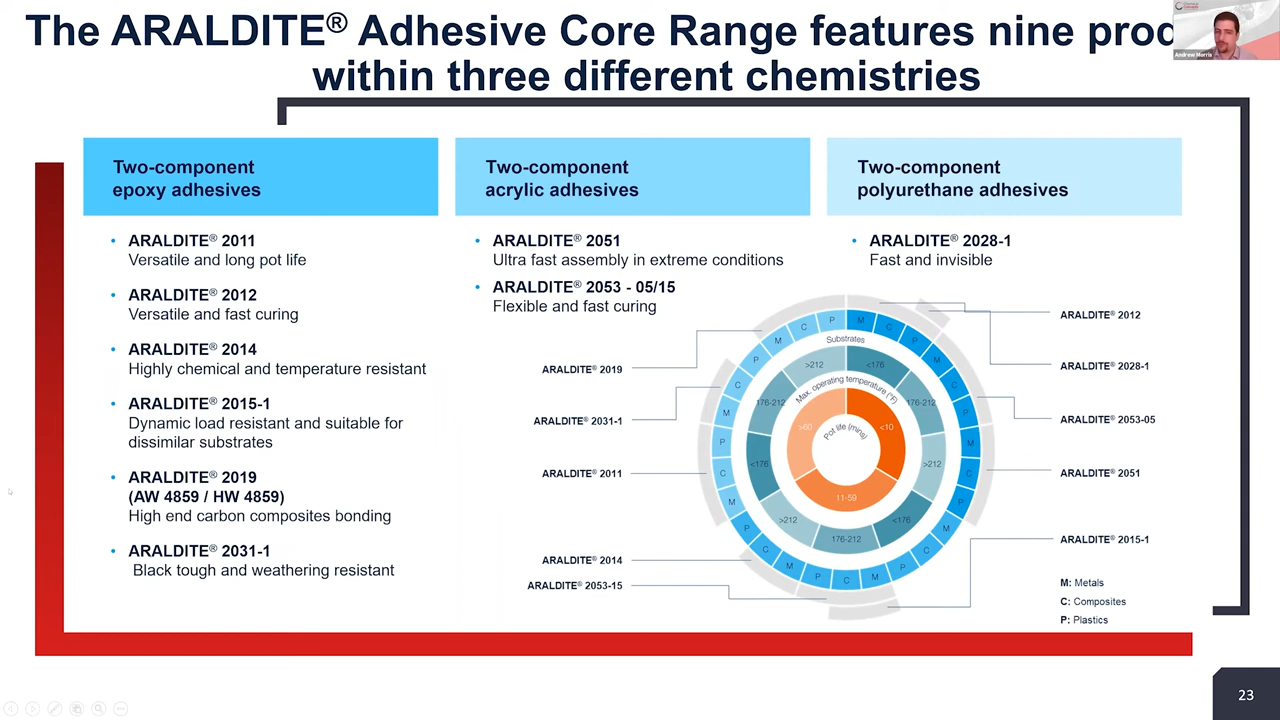 The ARALDITE® Adhesive Core Range features nine prod
within three different chemistries
Andrew Morris
Two-component
epoxy adhesives
Two-component
acrylic adhesives
Two-component
polyurethane adhesives
• ARALDITE® 2011
Versatile and long pot life
• ARALDITE® 2012
Versatile and fast curing
• ARALDITE® 2014
Highly chemical and temperature resistant
• ARALDITE® 2015-1
Dynamic load resistant and suitable for
dissimilar substrates
• ARALDITE® 2019
(AW 4859 / HW 4859)
High end carbon composites bonding
• ARALDITE® 2031-1
Black tough and weathering resistant
• ARALDITE® 2051
Ultra fast assembly in extreme conditions
• ARALDITE® 2053 - 05/15
Flexible and fast curing
• ARALDITE® 2028-1
Fast and invisible
ARALDITE® 2019
ARALDITE® 2031-1
ARALDITE® 2011
ARALDITE® 2014
ARALDITE® 2053-15
ARALDITE® 2012
ARALDITE® 2028-1
ARALDITE® 2053-05
ARALDITE® 2051
ARALDITE® 2015-1
M C P M C P M C P M C P M C P M C P M C P M C P M C P
Substrates
<176
176-212
>212
<176
176-212
>212
<176
176-212
>212
Max. operating temperature (°F)
<10
11-59
>60
Pot life (mins)
M: Metals
C: Composites
P: Plastics
23